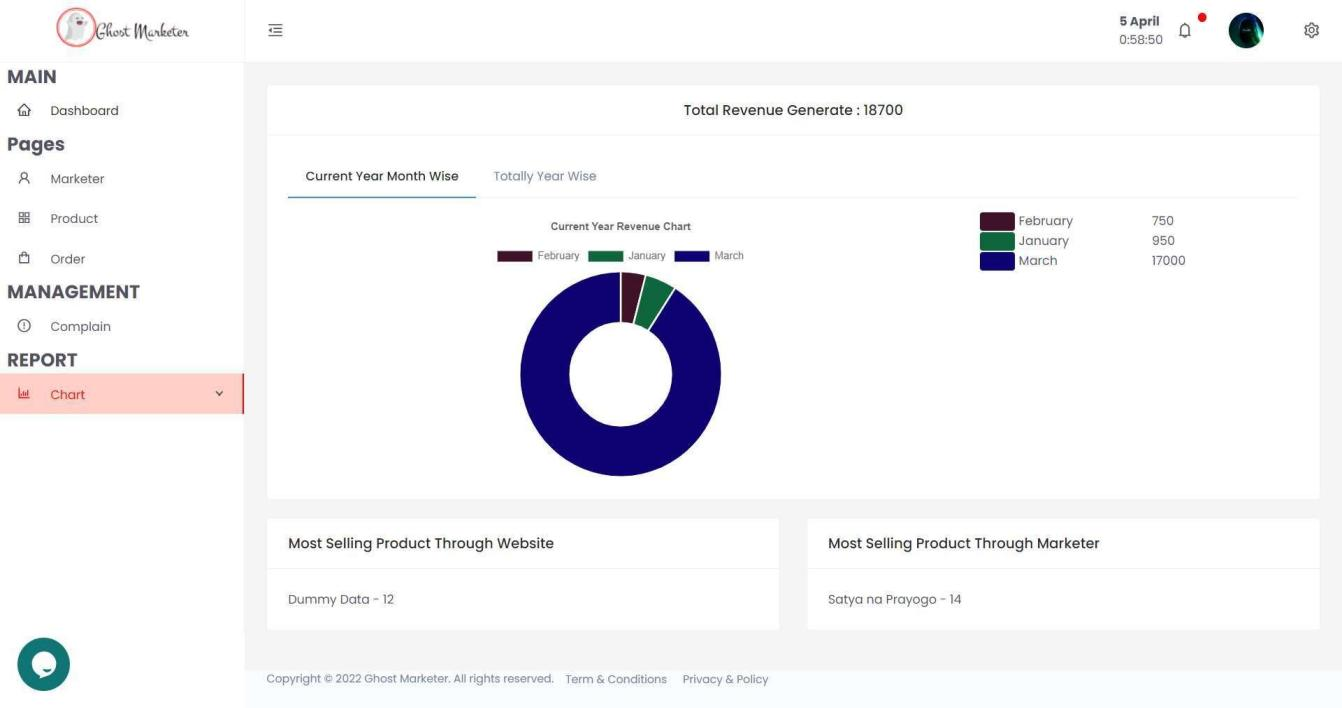 Ghost Marketer
5 April
0:58:50
MAIN
Dashboard
Pages
Marketer
Product
Order
MANAGEMENT
Complain
REPORT
Chart
Total Revenue Generate : 18700
Current Year Month Wise
Totally Year Wise
Current Year Revenue Chart
February January March
February 750
January 950
March 17000
Most Selling Product Through Website
Dummy Data - 12
Most Selling Product Through Marketer
Satya na Prayogo - 14
Copyright © 2022 Ghost Marketer. All rights reserved. Term & Conditions Privacy & Policy